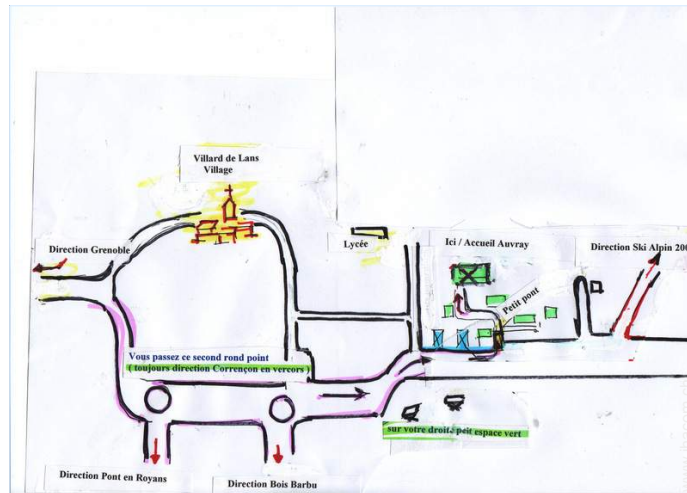 Villard de Lans
Village
Direction Grenoble
Lycée
Ici / Accueil Auvray
Direction Ski Alpin 200
Petit pont
Vous passez ce second rond point
( toujours direction Corrençon en vercors )
sur votre droite petit espace vert
Direction Pont en Royans
Direction Bois Barbu